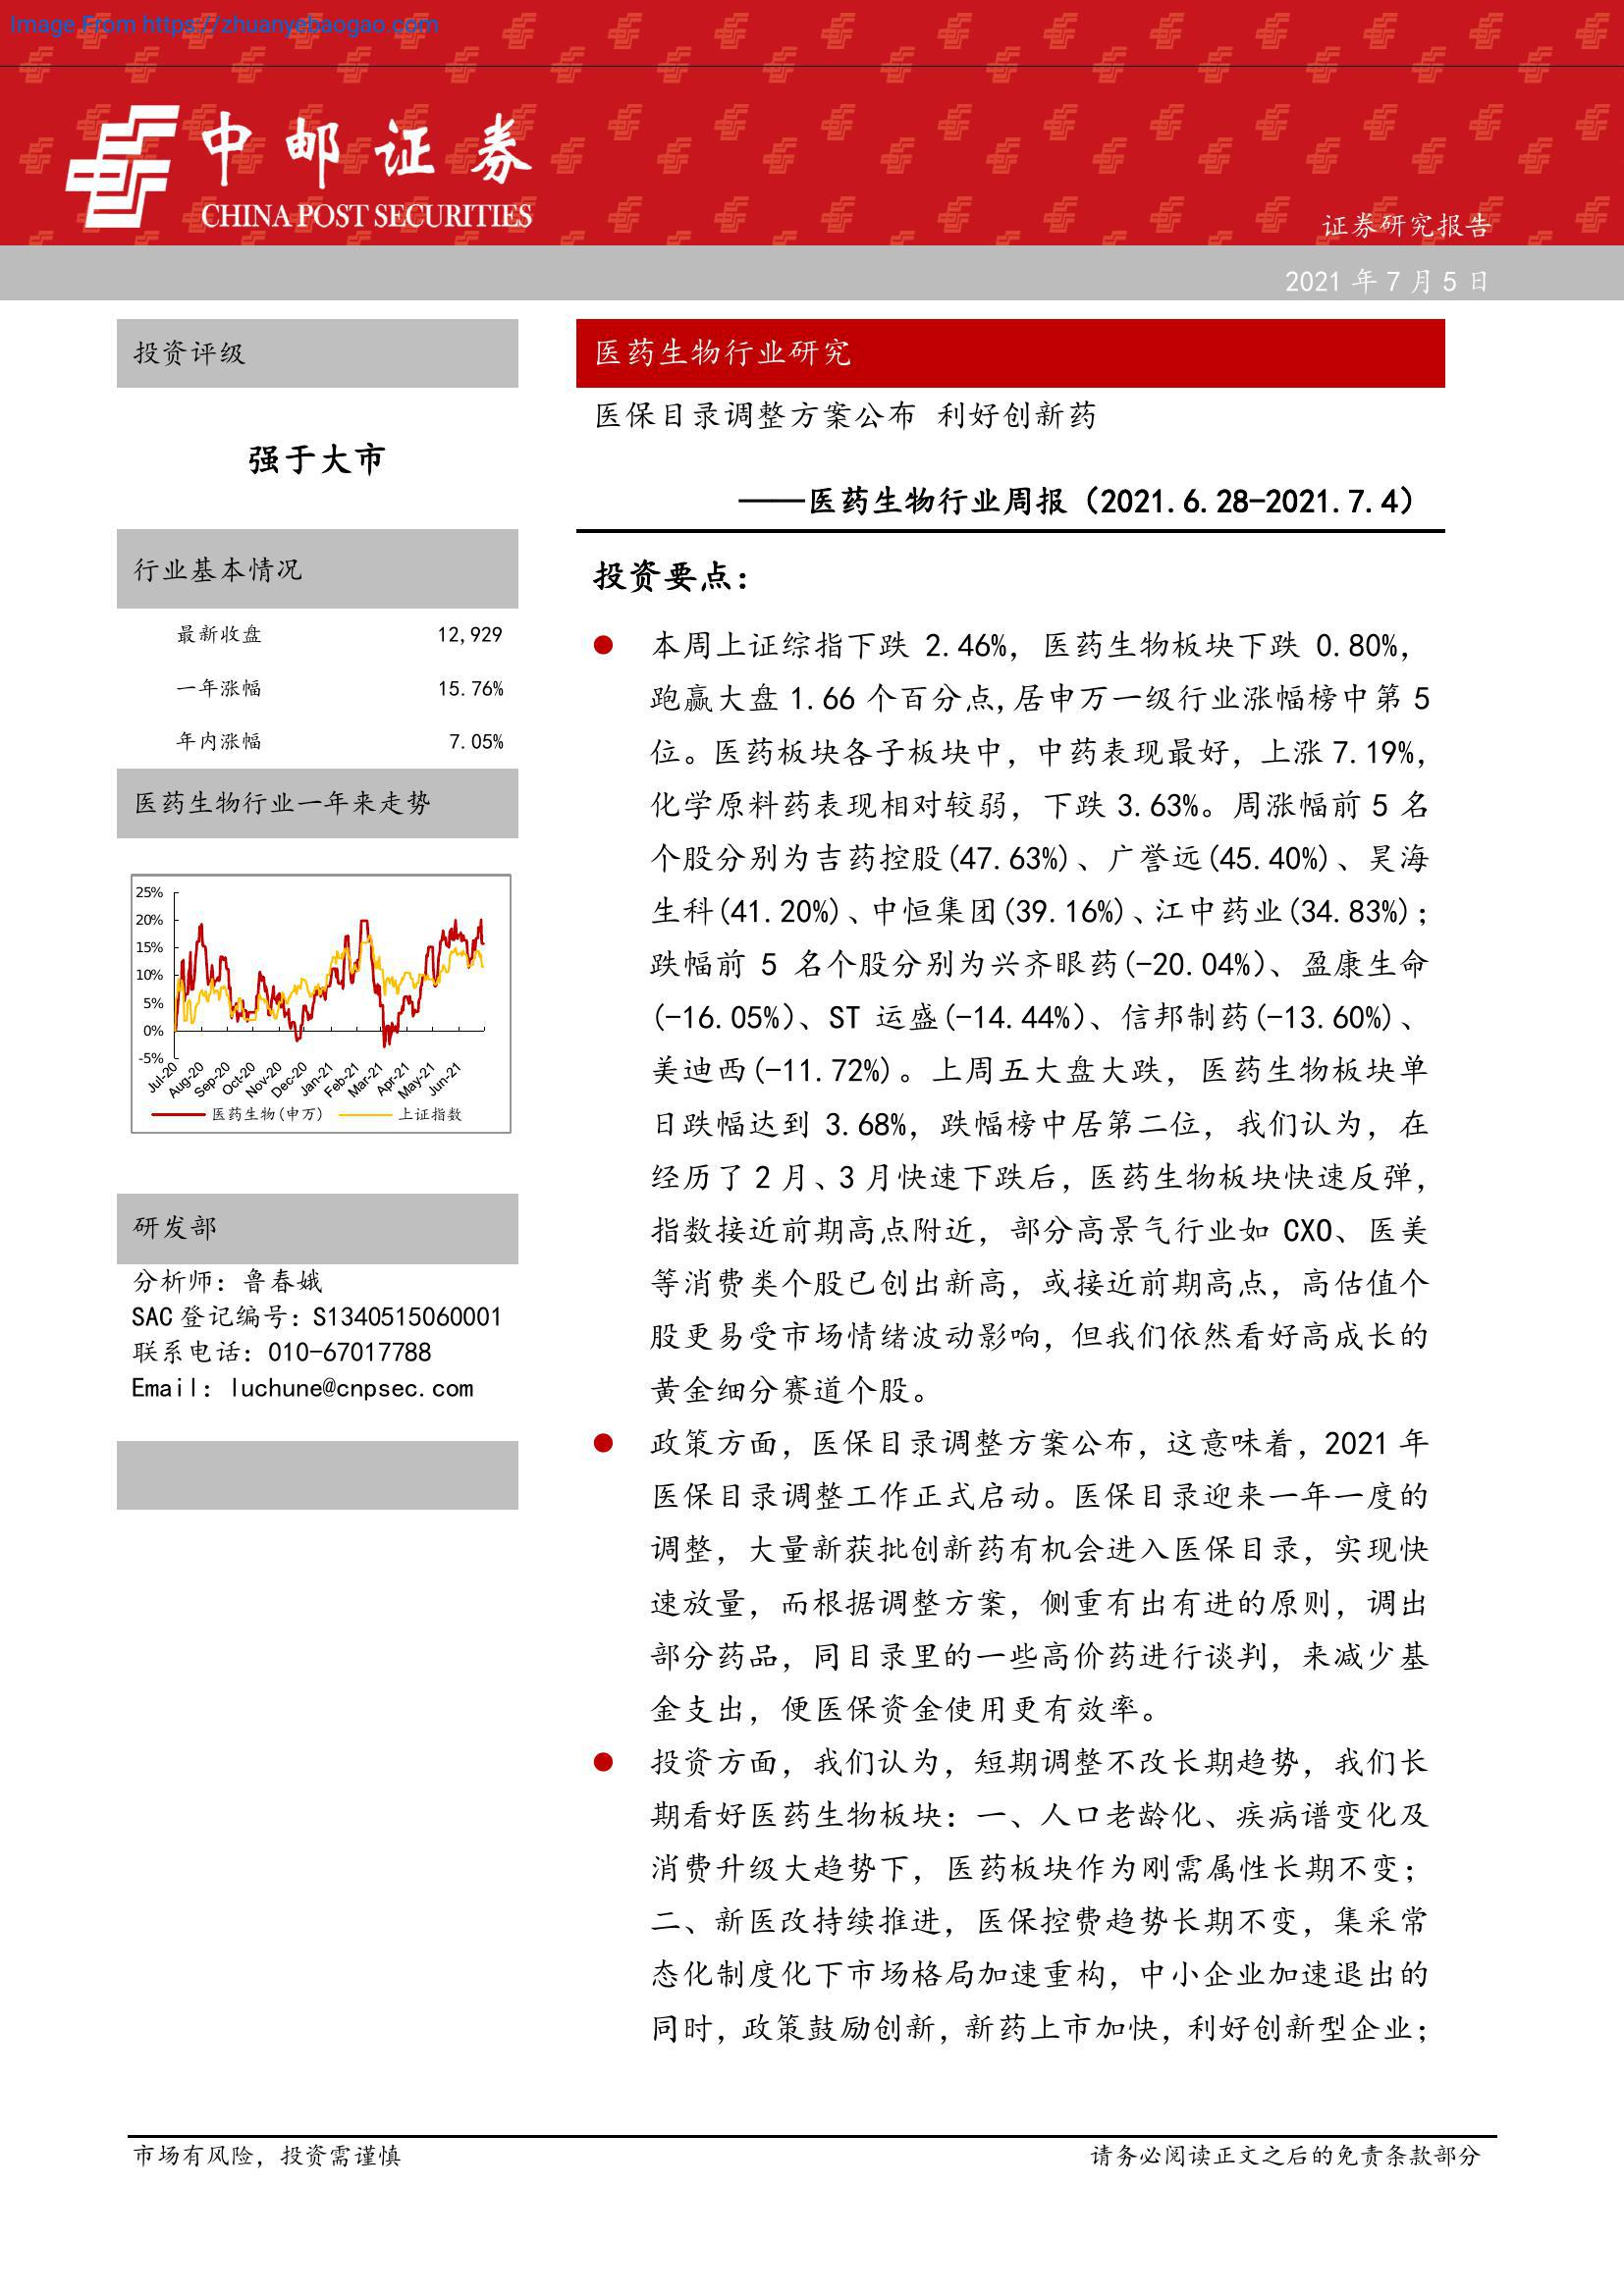 Image From https://zhuanyebaogao.com
中邮证券
CHINA POST SECURITIES
证券研究报告
2021 年 7 月 5 日
投资评级
强于大市
行业基本情况
最新收盘 12,929
一年涨幅 15.76%
年内涨幅 7.05%
医药生物行业一年来走势
25%
20%
15%
10%
5%
0%
-5%
Jul-20 Aug-20 Sep-20 Oct-20 Nov-20 Dec-20 Jan-21 Feb-21 Mar-21 Apr-21 May-21 Jun-21
医药生物(申万) 上证指数
研发部
分析师：鲁春娥
SAC 登记编号：S1340515060001
联系电话：010-67017788
Email：luchune@cnpsec.com
医药生物行业研究
医保目录调整方案公布 利好创新药
——医药生物行业周报（2021.6.28-2021.7.4）
投资要点：
本周上证综指下跌 2.46%，医药生物板块下跌 0.80%，
跑赢大盘 1.66 个百分点,居申万一级行业涨幅榜中第 5
位。医药板块各子板块中，中药表现最好，上涨 7.19%，
化学原料药表现相对较弱，下跌 3.63%。周涨幅前 5 名
个股分别为吉药控股(47.63%)、广誉远(45.40%)、昊海
生科(41.20%)、中恒集团(39.16%)、江中药业(34.83%)；
跌幅前 5 名个股分别为兴齐眼药(-20.04%)、盈康生命
(-16.05%)、ST 运盛(-14.44%)、信邦制药(-13.60%)、
美迪西(-11.72%)。上周五大盘大跌，医药生物板块单
日跌幅达到 3.68%，跌幅榜中居第二位，我们认为，在
经历了 2 月、3 月快速下跌后，医药生物板块快速反弹，
指数接近前期高点附近，部分高景气行业如 CXO、医美
等消费类个股已创出新高，或接近前期高点，高估值个
股更易受市场情绪波动影响，但我们依然看好高成长的
黄金细分赛道个股。
政策方面，医保目录调整方案公布，这意味着，2021 年
医保目录调整工作正式启动。医保目录迎来一年一度的
调整，大量新获批创新药有机会进入医保目录，实现快
速放量，而根据调整方案，侧重有出有进的原则，调出
部分药品，同目录里的一些高价药进行谈判，来减少基
金支出，便医保资金使用更有效率。
投资方面，我们认为，短期调整不改长期趋势，我们长
期看好医药生物板块：一、人口老龄化、疾病谱变化及
消费升级大趋势下，医药板块作为刚需属性长期不变；
二、新医改持续推进，医保控费趋势长期不变，集采常
态化制度化下市场格局加速重构，中小企业加速退出的
同时，政策鼓励创新，新药上市加快，利好创新型企业；
市场有风险，投资需谨慎
请务必阅读正文之后的免责条款部分